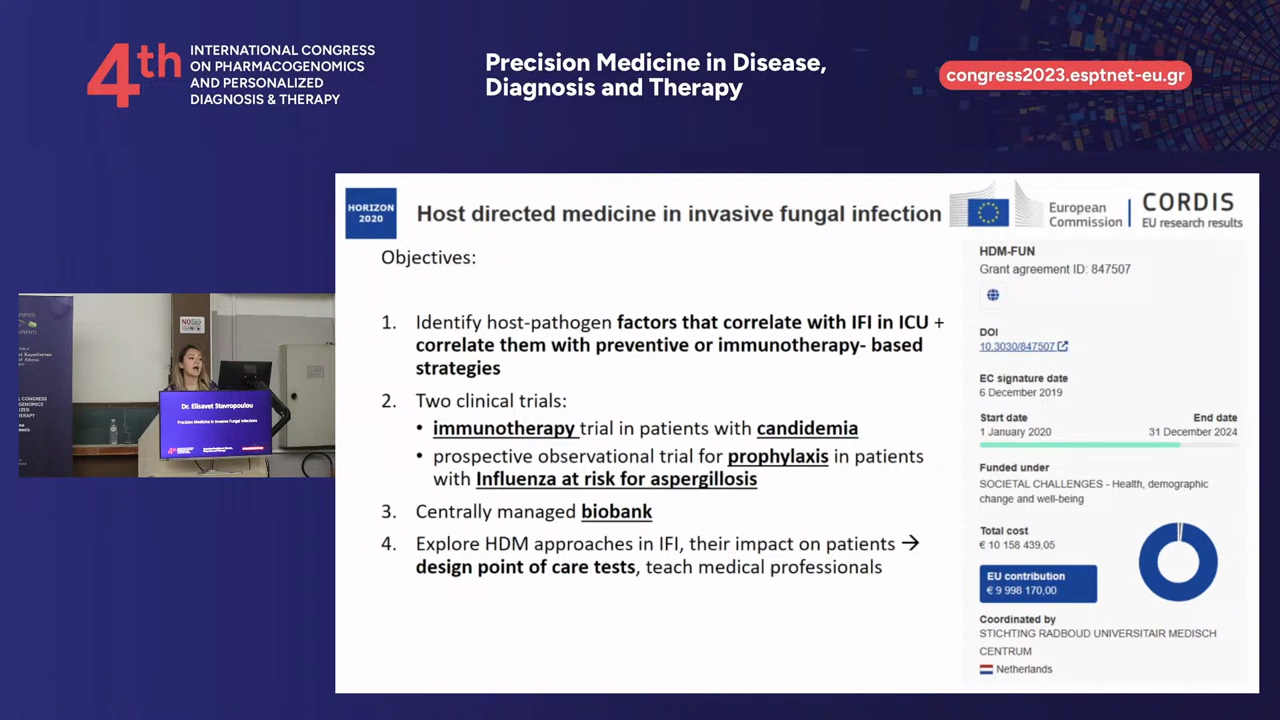 4th
INTERNATIONAL CONGRESS
ON PHARMACOGENOMICS
AND PERSONALIZED
DIAGNOSIS & THERAPY
Precision Medicine in Disease,
Diagnosis and Therapy
congress2023.esptnet-eu.gr
HORIZON
2020
Host directed medicine in invasive fungal infection
European
Commission
CORDIS
EU research results
Objectives:
1. Identify host-pathogen factors that correlate with IFI in ICU +
correlate them with preventive or immunotherapy- based
strategies
2. Two clinical trials:
• immunotherapy trial in patients with candidemia
• prospective observational trial for prophylaxis in patients
with Influenza at risk for aspergillosis
3. Centrally managed biobank
4. Explore HDM approaches in IFI, their impact on patients →
design point of care tests, teach medical professionals
HDM-FUN
Grant agreement ID: 847507
DOI
10.3030/847507
EC signature date
6 December 2019
Start date
End date
1 January 2020
31 December 2024
Funded under
SOCIETAL CHALLENGES - Health, demographic
change and well-being
Total cost
€ 10 158 439,05
EU contribution
€ 9 998 170,00
Coordinated by
STICHTING RADBOUD UNIVERSITAIR MEDISCH
CENTRUM
Netherlands
Dr. Elisavet Stavropoulou
Precision Medicine in Invasive Fungal Infections